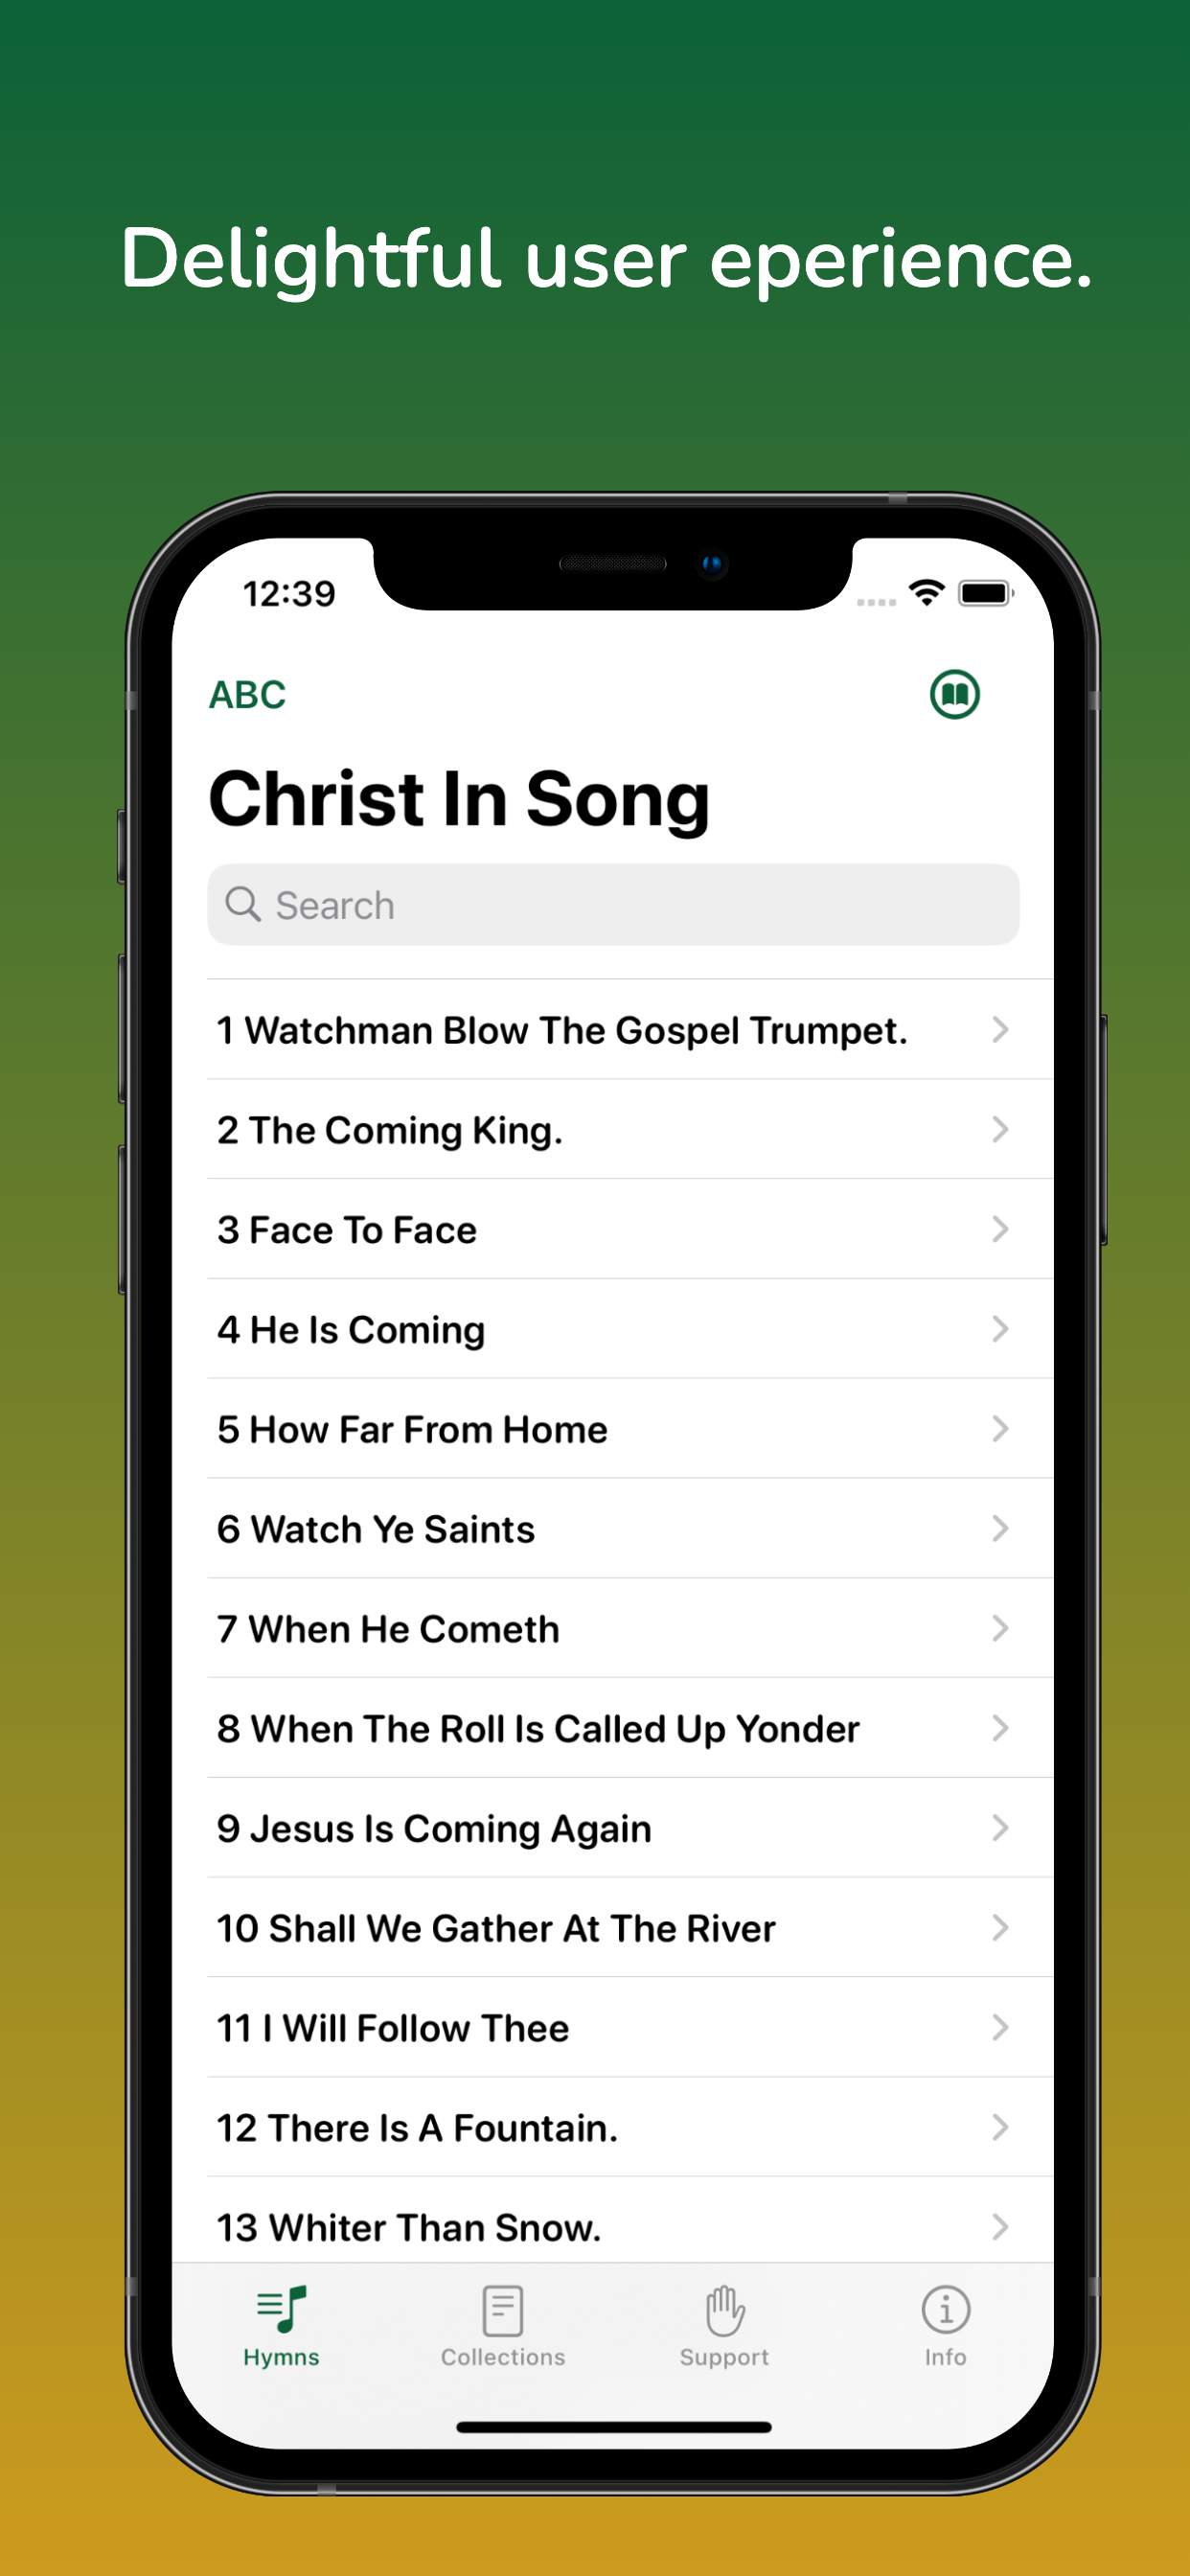 Delightful user eperience.
12:39
ABC
Christ In Song
Search
1 Watchman Blow The Gospel Trumpet.
2 The Coming King.
3 Face To Face
4 He Is Coming
5 How Far From Home
6 Watch Ye Saints
7 When He Cometh
8 When The Roll Is Called Up Yonder
9 Jesus Is Coming Again
10 Shall We Gather At The River
11 I Will Follow Thee
12 There Is A Fountain.
13 Whiter Than Snow.
Hymns Collections Support Info